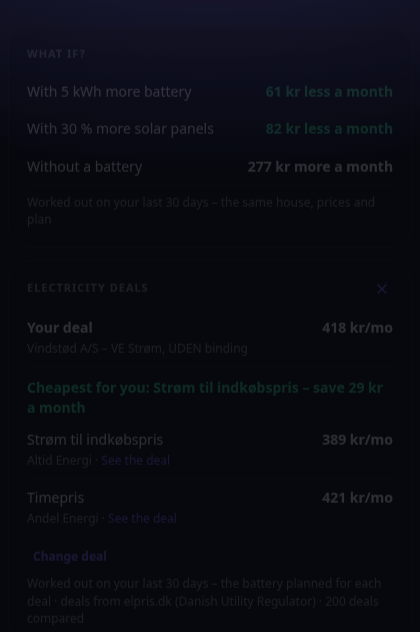 WHAT IF?
With 5 kWh more battery 61 kr less a month
With 30 % more solar panels 82 kr less a month
Without a battery 277 kr more a month
Worked out on your last 30 days – the same house, prices and
plan
ELECTRICITY DEALS ✕
Your deal 418 kr/mo
Vindstød A/S – VE Strøm, UDEN binding
Cheapest for you: Strøm til indkøbspris – save 29 kr
a month
Strøm til indkøbspris 389 kr/mo
Altid Energi · See the deal
Timepris 421 kr/mo
Andel Energi · See the deal
Change deal
Worked out on your last 30 days – the battery planned for each
deal · deals from elpris.dk (Danish Utility Regulator) · 200 deals
compared